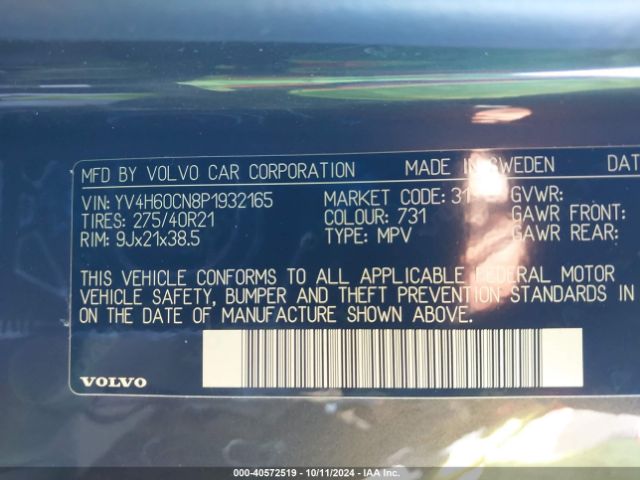 MFD BY VOLVO CAR CORPORATION MADE IN SWEDEN DAT
VIN: YV4H60CN8P1932165 MARKET CODE: 31 GVWR:
TIRES: 275/40R21 COLOUR: 731 GAWR FRONT:
RIM: 9Jx21x38.5 TYPE: MPV GAWR REAR:
THIS VEHICLE CONFORMS TO ALL APPLICABLE FEDERAL MOTOR
VEHICLE SAFETY, BUMPER AND THEFT PREVENTION STANDARDS IN
ON THE DATE OF MANUFACTURE SHOWN ABOVE.
VOLVO
000-40572519 - 10/11/2024 - IAA Inc.